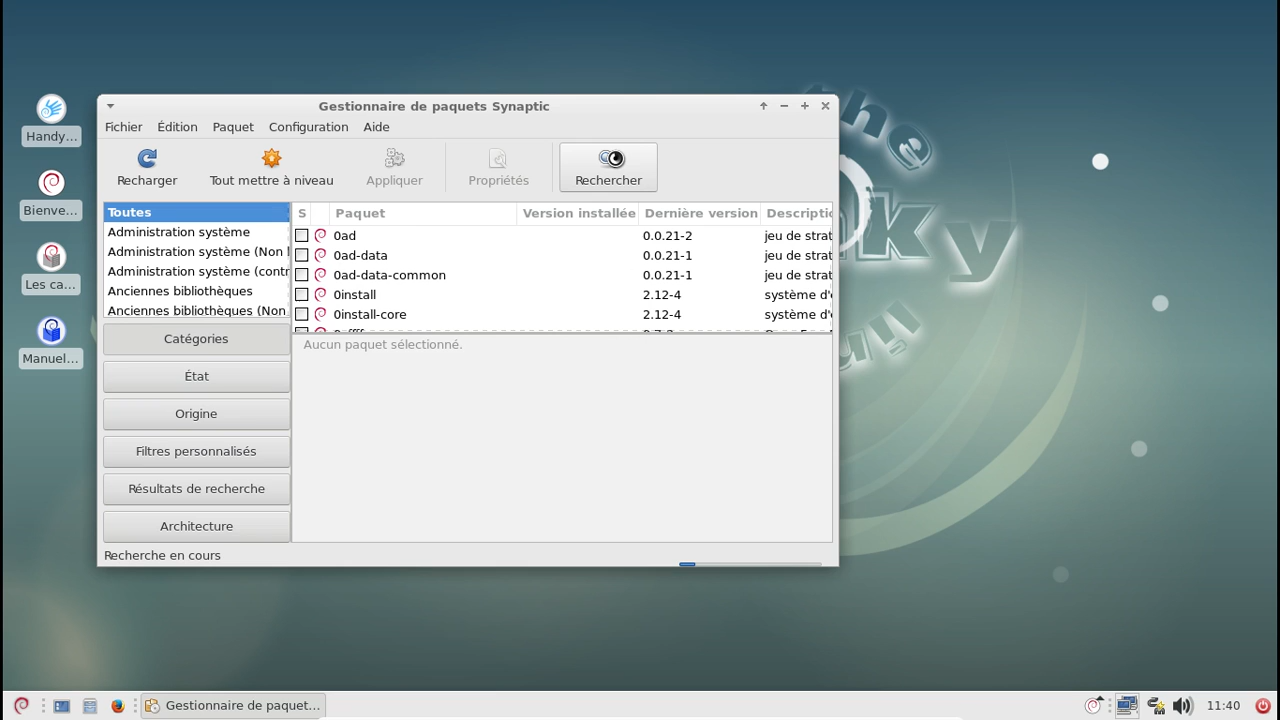 the
nky
Handy...
Bienve...
Les ca...
Manuel...
Gestionnaire de paquets Synaptic
Fichier Édition Paquet Configuration Aide
Recharger Tout mettre à niveau Appliquer Propriétés Rechercher
S Paquet Version installée Dernière version Descriptio
Toutes
Administration système
Administration système (Non l
Administration système (contr
Anciennes bibliothèques
Anciennes bibliothèques (Non
0ad 0.0.21-2 jeu de strat
0ad-data 0.0.21-1 jeu de strat
0ad-data-common 0.0.21-1 jeu de strat
0install 2.12-4 système d'e
0install-core 2.12-4 système d'e
Catégories
État
Origine
Filtres personnalisés
Résultats de recherche
Architecture
Aucun paquet sélectionné.
Recherche en cours
Gestionnaire de paquet...
11:40